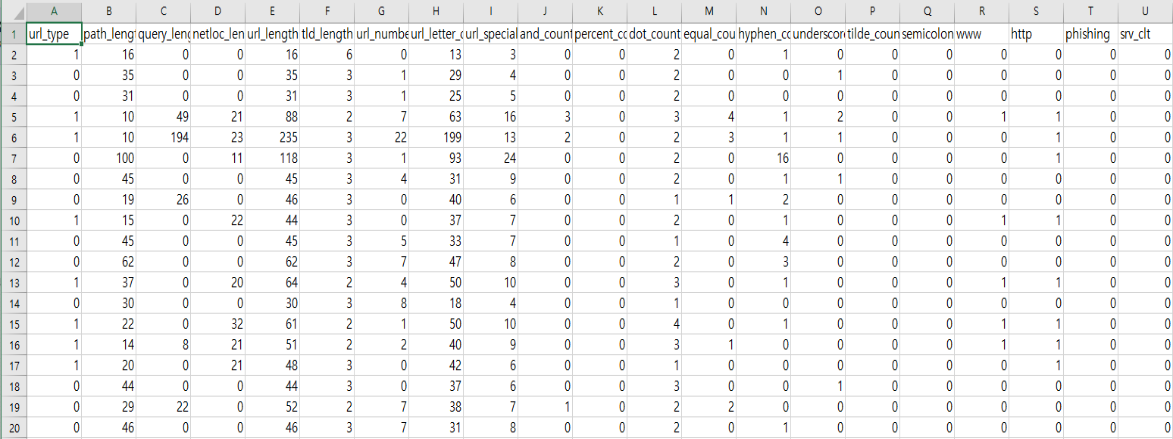 A B C D E F G H I J K L M N O P Q R S T U
1 url_type path_leng query_leng netloc_len url_length tld_length url_numbe url_letter_c url_special and_count percent_co dot_count equal_cou hyphen_co underscor tilde_coun semicolon www http phishing srv_clt
2 1 16 0 0 16 6 0 13 3 0 0 2 0 1 0 0 0 0 0 0 0
3 0 35 0 0 35 3 1 29 4 0 0 2 0 0 1 0 0 0 0 0 0
4 0 31 0 0 31 3 1 25 5 0 0 2 0 0 0 0 0 0 0 0 0
5 1 10 49 21 88 2 7 63 16 3 0 3 4 1 2 0 0 1 1 0 0
6 1 10 194 23 235 3 22 199 13 2 0 2 3 1 1 0 0 0 1 0 0
7 0 100 0 11 118 3 1 93 24 0 0 2 0 16 0 0 0 0 1 0 0
8 0 45 0 0 45 3 4 31 9 0 0 2 0 1 1 0 0 0 0 0 0
9 0 19 26 0 46 3 0 40 6 0 0 1 1 2 0 0 0 0 0 0 0
10 1 15 0 22 44 3 0 37 7 0 0 2 0 1 0 0 0 1 1 0 0
11 0 45 0 0 45 3 5 33 7 0 0 1 0 4 0 0 0 0 0 0 0
12 0 62 0 0 62 3 7 47 8 0 0 2 0 3 0 0 0 0 0 0 0
13 1 37 0 20 64 2 4 50 10 0 0 3 0 1 0 0 0 1 1 0 0
14 0 30 0 0 30 3 8 18 4 0 0 1 0 0 0 0 0 0 0 0 0
15 1 22 0 32 61 2 1 50 10 0 0 4 0 1 0 0 0 1 1 0 0
16 1 14 8 21 51 2 2 40 9 0 0 3 1 0 0 0 0 1 1 0 0
17 1 20 0 21 48 3 0 42 6 0 0 1 0 0 0 0 0 0 1 0 0
18 0 44 0 0 44 3 0 37 6 0 0 3 0 0 1 0 0 0 0 0 0
19 0 29 22 0 52 2 7 38 7 1 0 2 2 0 0 0 0 0 0 0 0
20 0 46 0 0 46 3 7 31 8 0 0 2 0 1 0 0 0 0 0 0 0